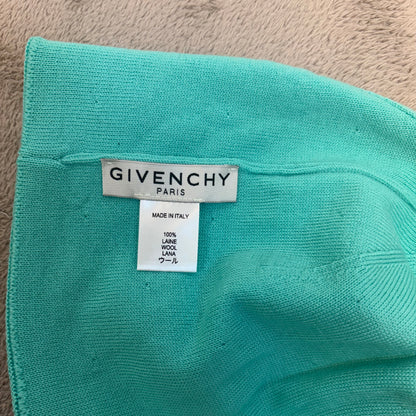 GIVENCHY
PARIS
MADE IN ITALY
100%
LAINE
WOOL
LANA
ウール